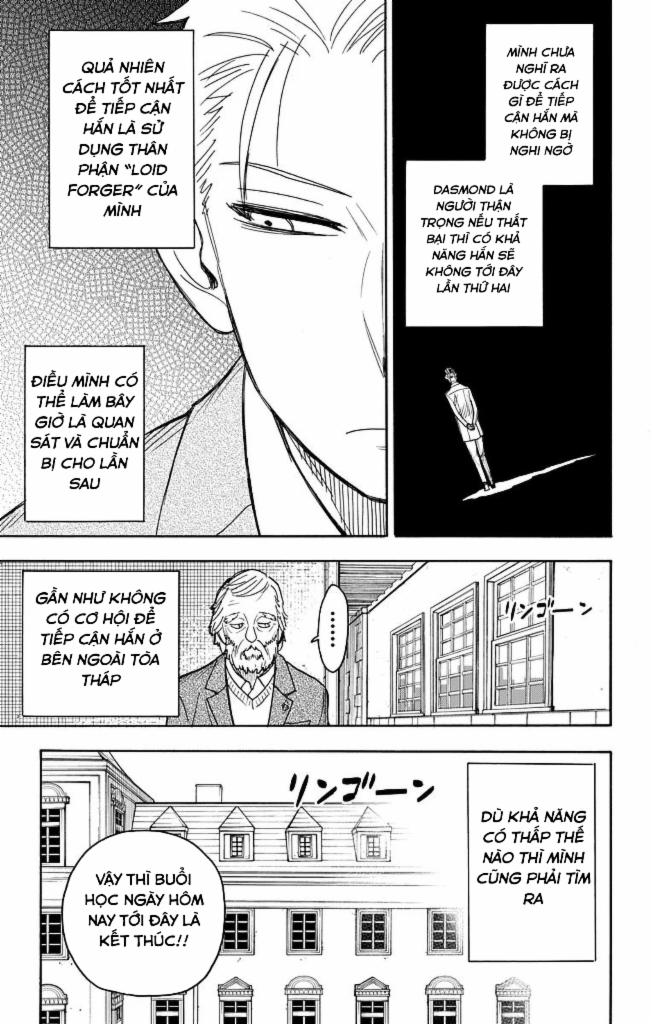 MÌNH CHƯA
NGHĨ RA
ĐƯỢC CÁCH
GÌ ĐỂ TIẾP
CẬN HẮN MÀ
KHÔNG BỊ
NGHI NGỜ
DASMOND LÀ
NGƯỜI THẬN
TRỌNG NẾU THẤT
BẠI THÌ CÓ KHẢ
NĂNG HẮN SẼ
KHÔNG TỚI ĐÂY
LẦN THỨ HAI
QUẢ NHIÊN
CÁCH TỐT NHẤT
ĐỂ TIẾP CẬN
HẮN LÀ SỬ
DỤNG THÂN
PHẬN “LOID
FORGER” CỦA
MÌNH
ĐIỀU MÌNH CÓ
THỂ LÀM BÂY
GIỜ LÀ QUAN
SÁT VÀ CHUẨN
BỊ CHO LẦN
SAU
リンゴーン
......
GẦN NHƯ KHÔNG
CÓ CƠ HỘI ĐỂ
TIẾP CẬN HẮN Ở
BÊN NGOÀI TÒA
THÁP
DÙ KHẢ NĂNG
CÓ THẤP THẾ
NÀO THÌ MÌNH
CŨNG PHẢI TÌM
RA
リンゴーン
VẬY THÌ BUỔI
HỌC NGÀY HÔM
NAY TỚI ĐÂY LÀ
KẾT THÚC!!